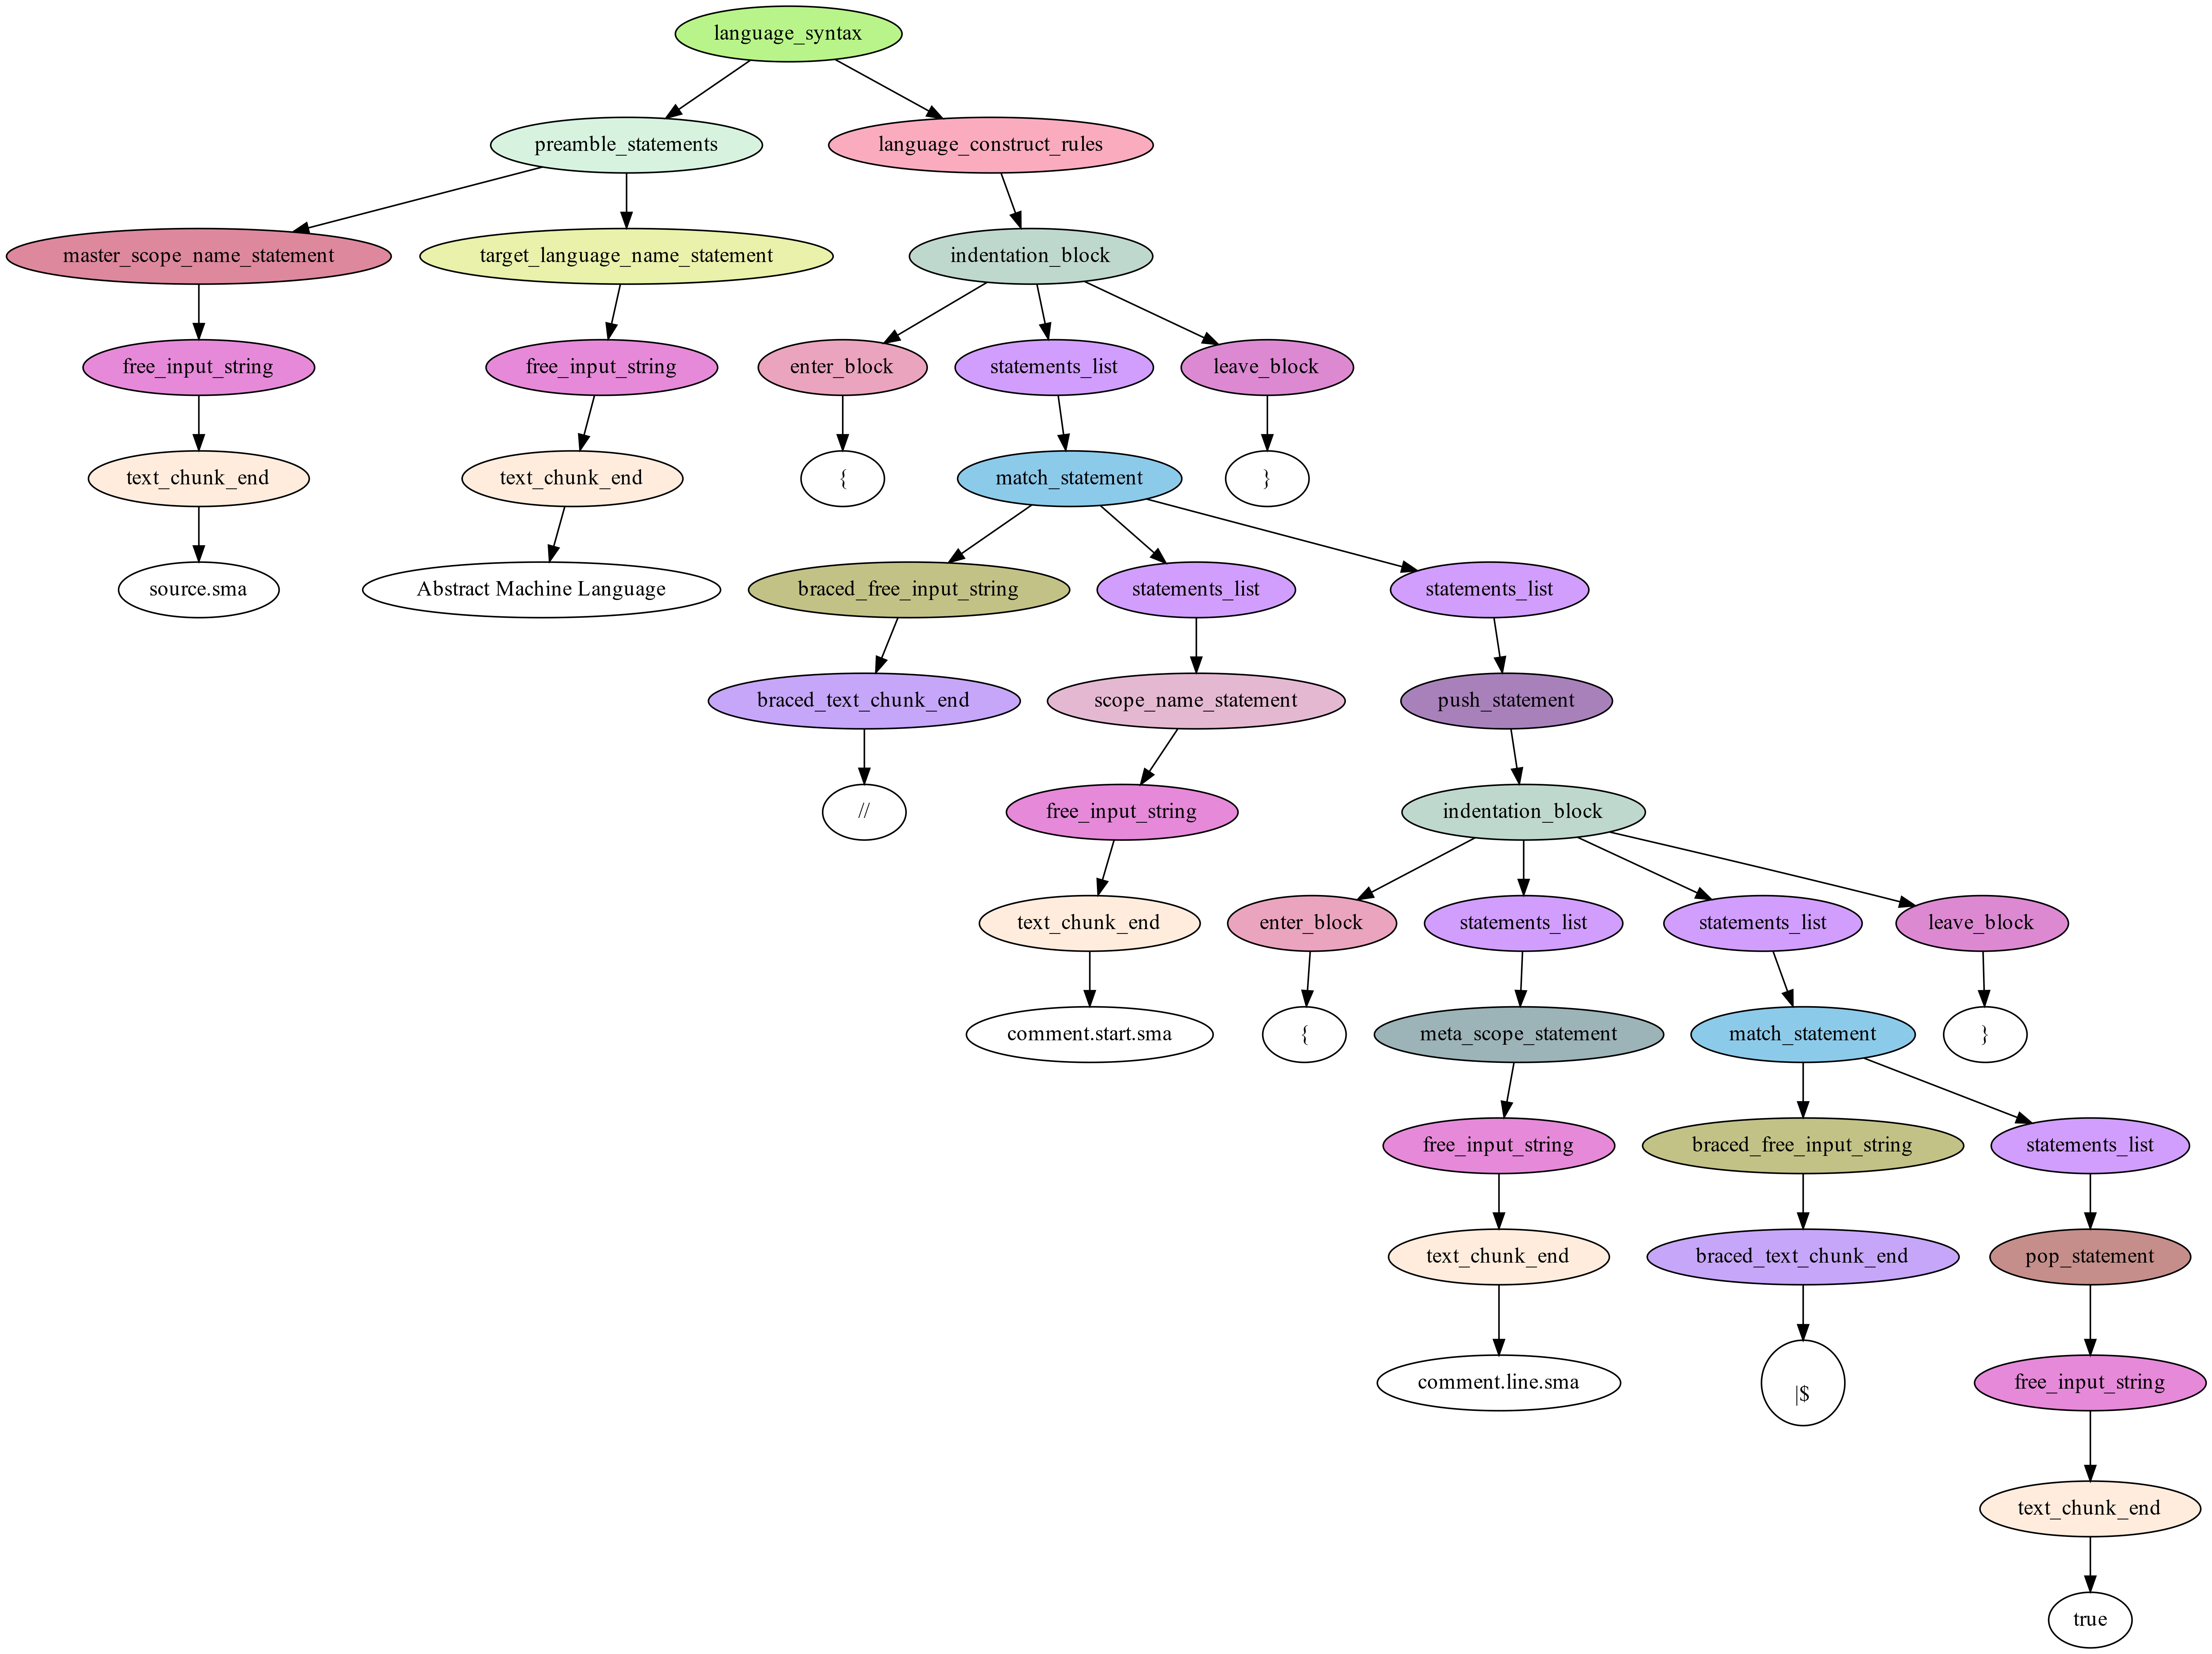 language_syntax
preamble_statements
language_construct_rules
master_scope_name_statement
target_language_name_statement
indentation_block
free_input_string
free_input_string
enter_block
statements_list
leave_block
text_chunk_end
text_chunk_end
{
match_statement
}
source.sma
Abstract Machine Language
braced_free_input_string
statements_list
statements_list
braced_text_chunk_end
scope_name_statement
push_statement
//
free_input_string
indentation_block
text_chunk_end
enter_block
statements_list
statements_list
leave_block
comment.start.sma
{
meta_scope_statement
match_statement
}
free_input_string
braced_free_input_string
statements_list
text_chunk_end
braced_text_chunk_end
pop_statement
comment.line.sma
|$
free_input_string
text_chunk_end
true